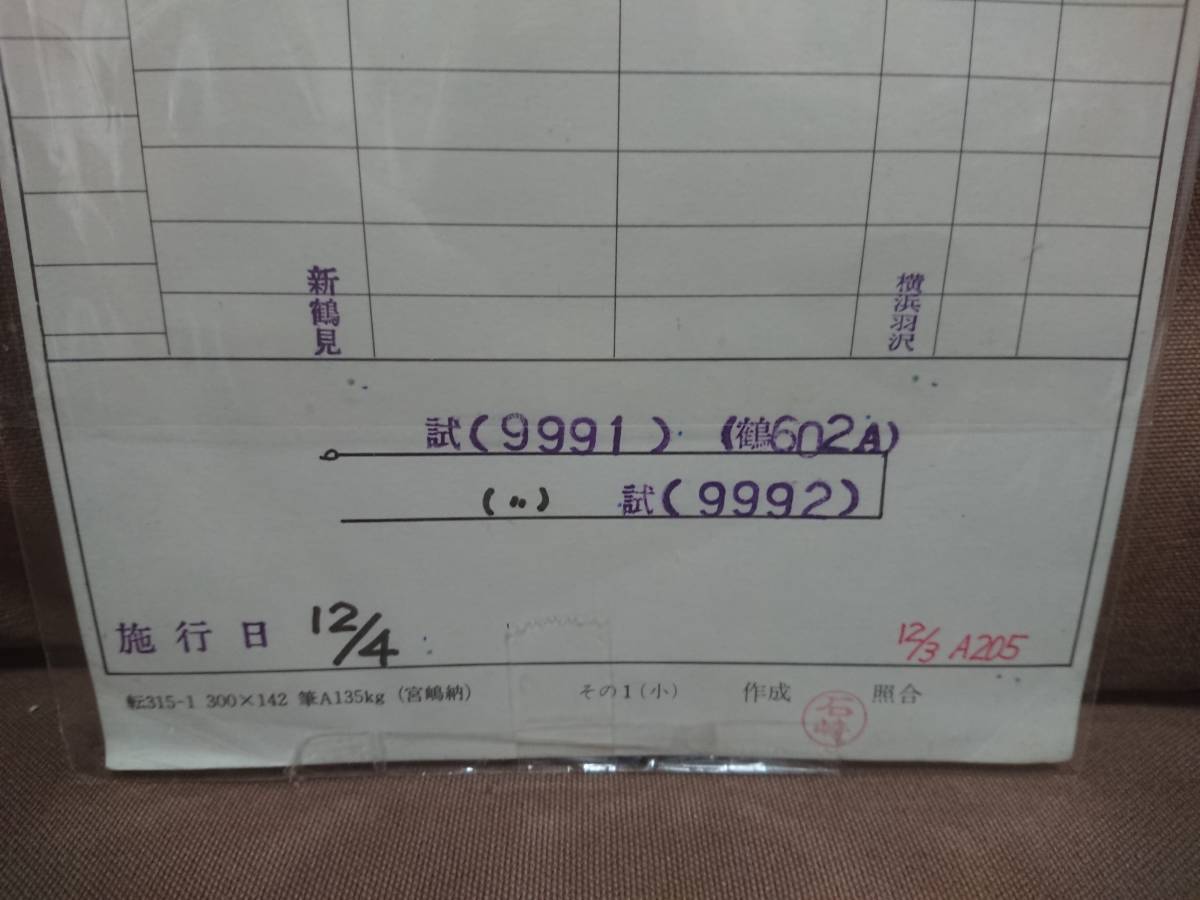 新鶴見
横浜羽沢
試(9991) (鶴602A)
(〃) 試(9992)
施行日 12/4
12/3 A205
転315-1 300×142 筆A135kg (宮嶋納) その1(小) 作成 石峰 照合